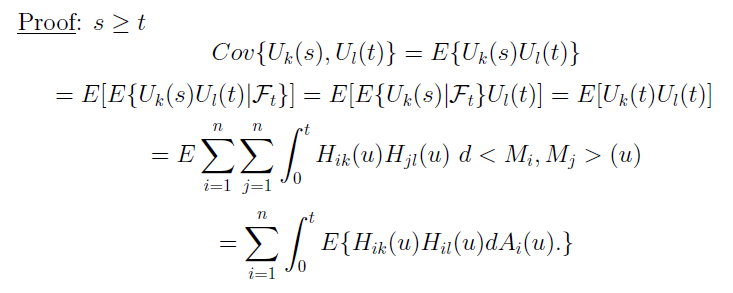 Proof: s ≥ t
Cov{U_k(s), U_l(t)} = E{U_k(s)U_l(t)}
= E[E{U_k(s)U_l(t)|ℱ_t}] = E[E{U_k(s)|ℱ_t}U_l(t)] = E[U_k(t)U_l(t)]
= E ∑_{i=1}^{n} ∑_{j=1}^{n} ∫_0^t H_{ik}(u)H_{jl}(u) d < M_i, M_j > (u)
= ∑_{i=1}^{n} ∫_0^t E{H_{ik}(u)H_{il}(u)dA_i(u).}